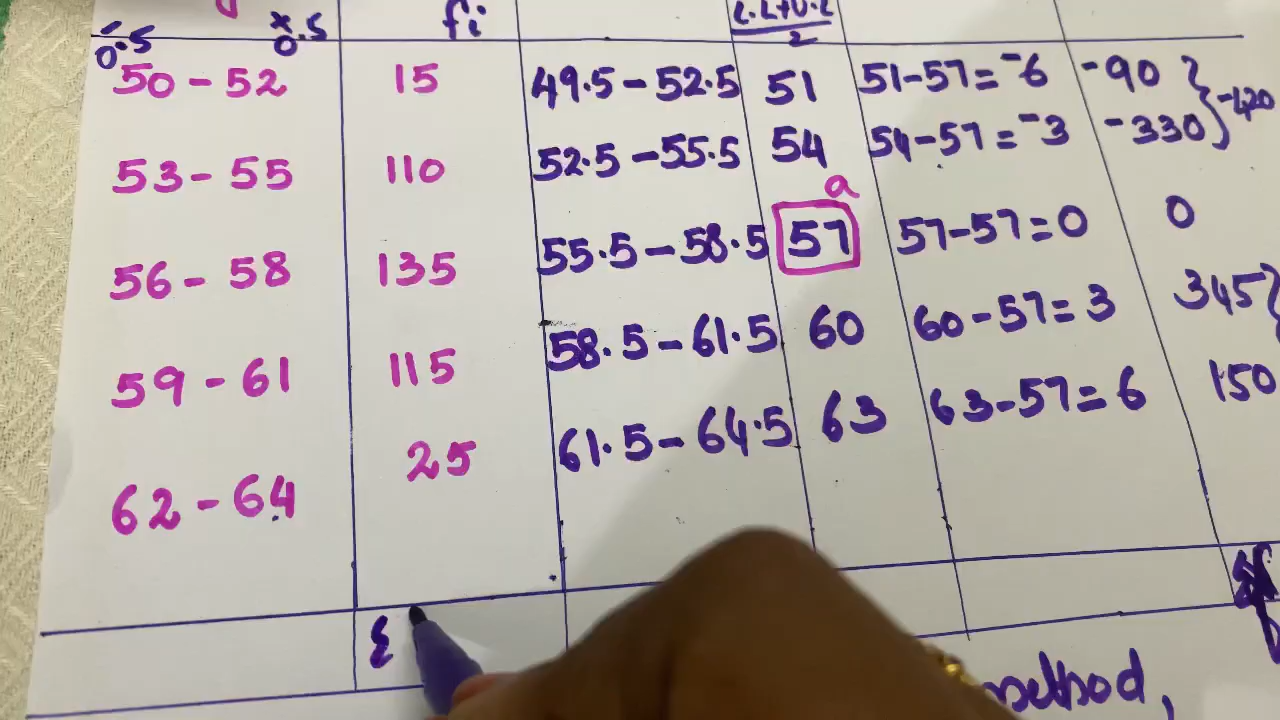 -0.5 +0.5 fi L.L+U.L/2
50 - 52 15 49.5 - 52.5 51 51-57=-6 -90
53 - 55 110 52.5 - 55.5 54 54-57=-3 -330 -420
a
56 - 58 135 55.5 - 58.5 57 57-57=0 0
59 - 61 115 58.5 - 61.5 60 60-57=3 345
62 - 64 25 61.5 - 64.5 63 63-57=6 150
Σ
method,